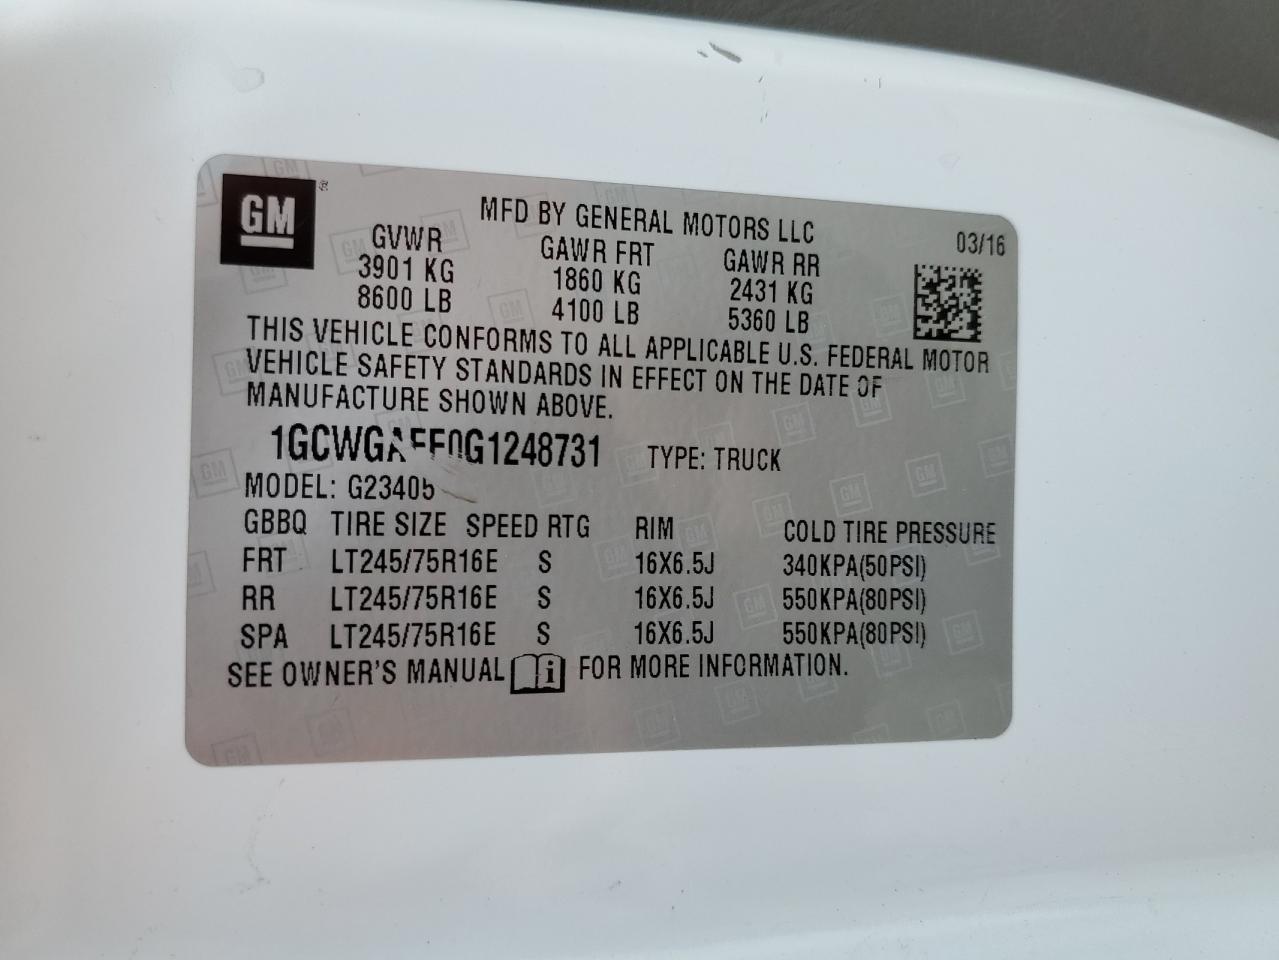 GM ®
MFD BY GENERAL MOTORS LLC
03/16
GVWR GAWR FRT GAWR RR
3901 KG 1860 KG 2431 KG
8600 LB 4100 LB 5360 LB
THIS VEHICLE CONFORMS TO ALL APPLICABLE U.S. FEDERAL MOTOR
VEHICLE SAFETY STANDARDS IN EFFECT ON THE DATE OF
MANUFACTURE SHOWN ABOVE.
1GCWGAFF0G1248731 TYPE: TRUCK
MODEL: G23405
GBBQ TIRE SIZE SPEED RTG RIM COLD TIRE PRESSURE
FRT LT245/75R16E S 16X6.5J 340KPA(50PSI)
RR LT245/75R16E S 16X6.5J 550KPA(80PSI)
SPA LT245/75R16E S 16X6.5J 550KPA(80PSI)
SEE OWNER'S MANUAL i FOR MORE INFORMATION.